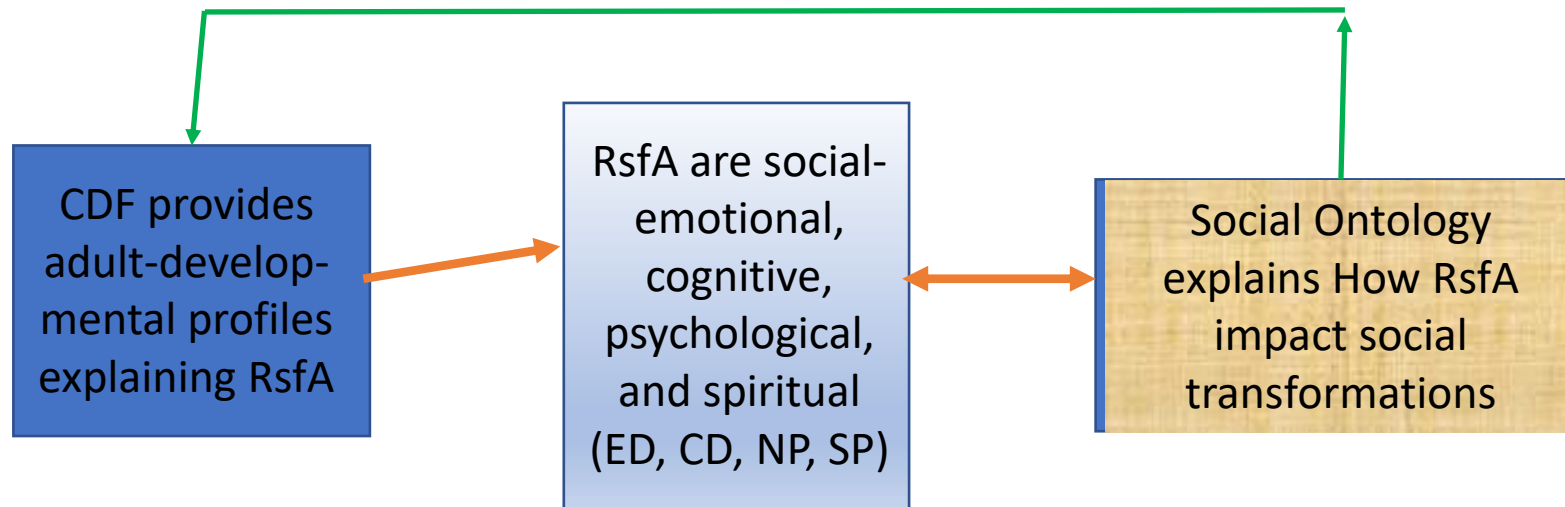 CDF provides
adult-develop-
mental profiles
explaining RsfA
RsfA are social-
emotional,
cognitive,
psychological,
and spiritual
(ED, CD, NP, SP)
Social Ontology
explains How RsfA
impact social
transformations